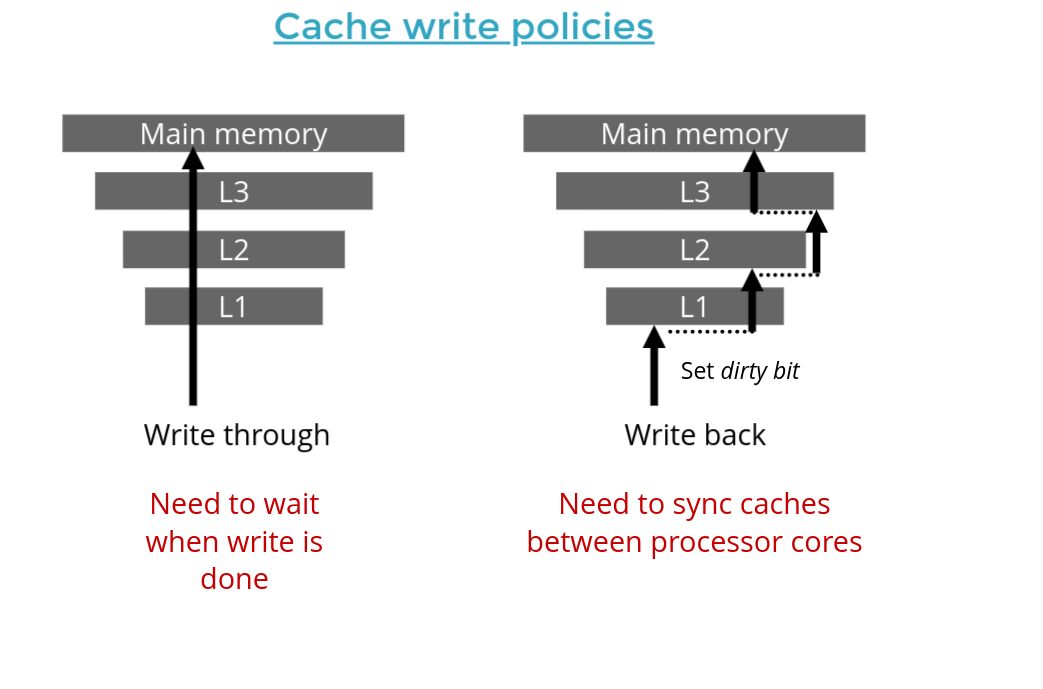 Cache write policies
Main memory
L3
L2
L1
Write through
Need to wait
when write is
done
Main memory
L3
L2
L1
Set dirty bit
Write back
Need to sync caches
between processor cores